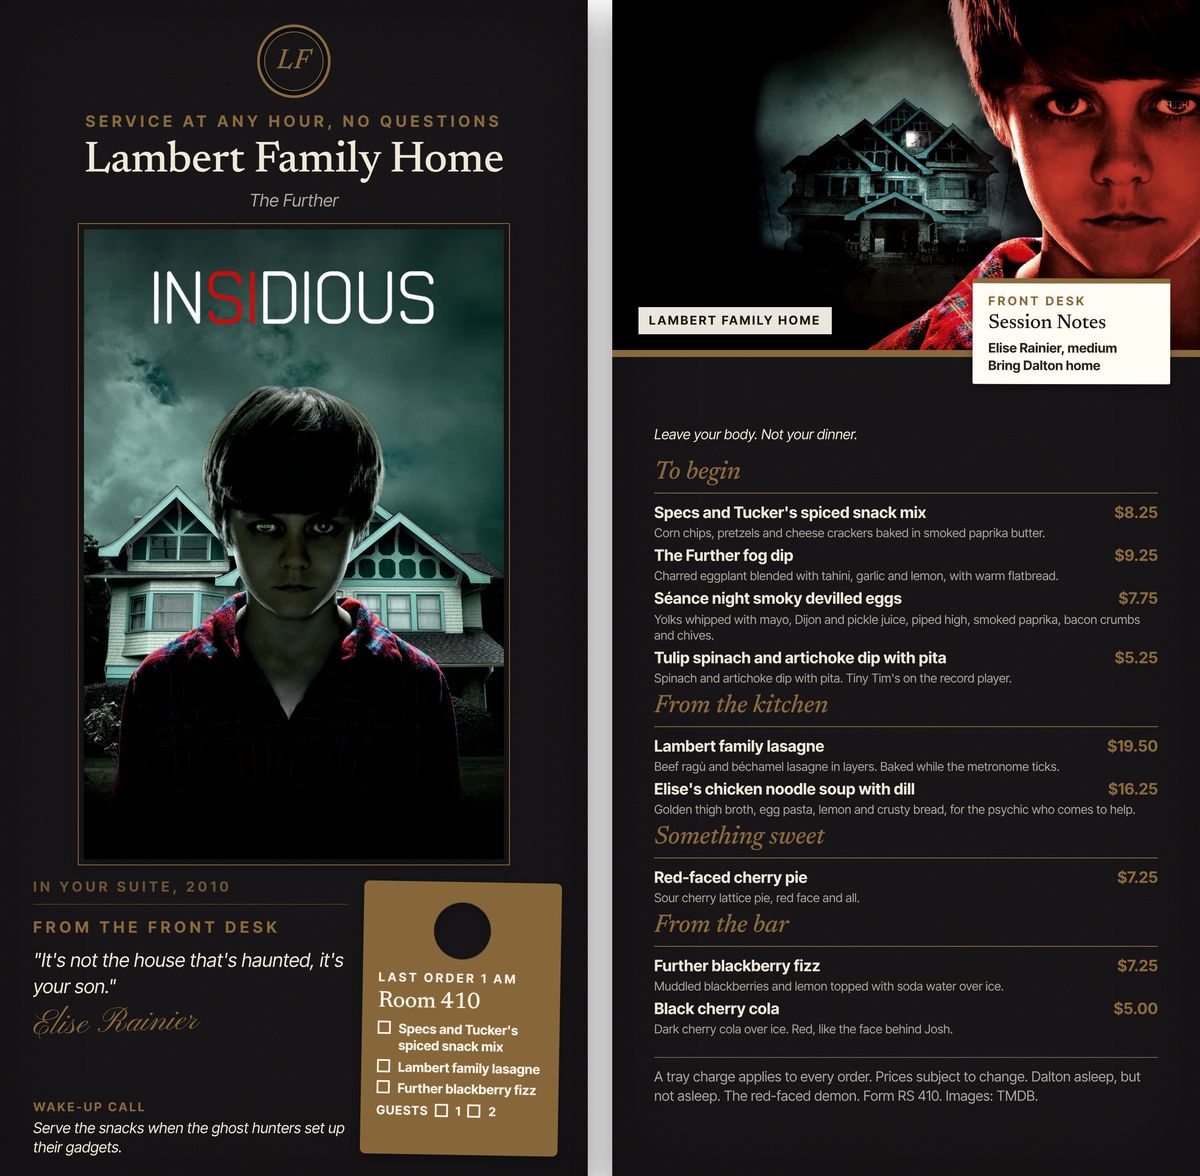 LF
SERVICE AT ANY HOUR, NO QUESTIONS
Lambert Family Home
The Further
INSIDIOUS
IN YOUR SUITE, 2010
FROM THE FRONT DESK
"It's not the house that's haunted, it's
your son."
Elise Rainier
WAKE-UP CALL
Serve the snacks when the ghost hunters set up
their gadgets.
LAST ORDER 1 AM
Room 410
Specs and Tucker's
spiced snack mix
Lambert family lasagne
Further blackberry fizz
GUESTS 1 2
LAMBERT FAMILY HOME
FRONT DESK
Session Notes
Elise Rainier, medium
Bring Dalton home
Leave your body. Not your dinner.
To begin
Specs and Tucker's spiced snack mix $8.25
Corn chips, pretzels and cheese crackers baked in smoked paprika butter.
The Further fog dip $9.25
Charred eggplant blended with tahini, garlic and lemon, with warm flatbread.
Séance night smoky devilled eggs $7.75
Yolks whipped with mayo, Dijon and pickle juice, piped high, smoked paprika, bacon crumbs
and chives.
Tulip spinach and artichoke dip with pita $5.25
Spinach and artichoke dip with pita. Tiny Tim's on the record player.
From the kitchen
Lambert family lasagne $19.50
Beef ragù and béchamel lasagne in layers. Baked while the metronome ticks.
Elise's chicken noodle soup with dill $16.25
Golden thigh broth, egg pasta, lemon and crusty bread, for the psychic who comes to help.
Something sweet
Red-faced cherry pie $7.25
Sour cherry lattice pie, red face and all.
From the bar
Further blackberry fizz $7.25
Muddled blackberries and lemon topped with soda water over ice.
Black cherry cola $5.00
Dark cherry cola over ice. Red, like the face behind Josh.
A tray charge applies to every order. Prices subject to change. Dalton asleep, but
not asleep. The red-faced demon. Form RS 410. Images: TMDB.